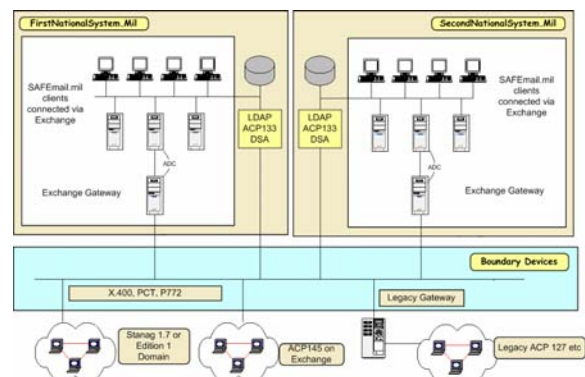 FirstNationalSystem.Mil
SecondNationalSystem.Mil
SAFEmail.mil
clients
connected via
Exchange
LDAP
ACP133
DSA
ADC
Exchange Gateway
LDAP
ACP133
DSA
SAFEmail.mil
clients
connected via
Exchange
ADC
Exchange Gateway
Boundary Devices
X.400, PCT, P772
Legacy Gateway
Stanag 1.7 or
Edition 1
Domain
ACP145 on
Exchange
Legacy ACP 127 etc